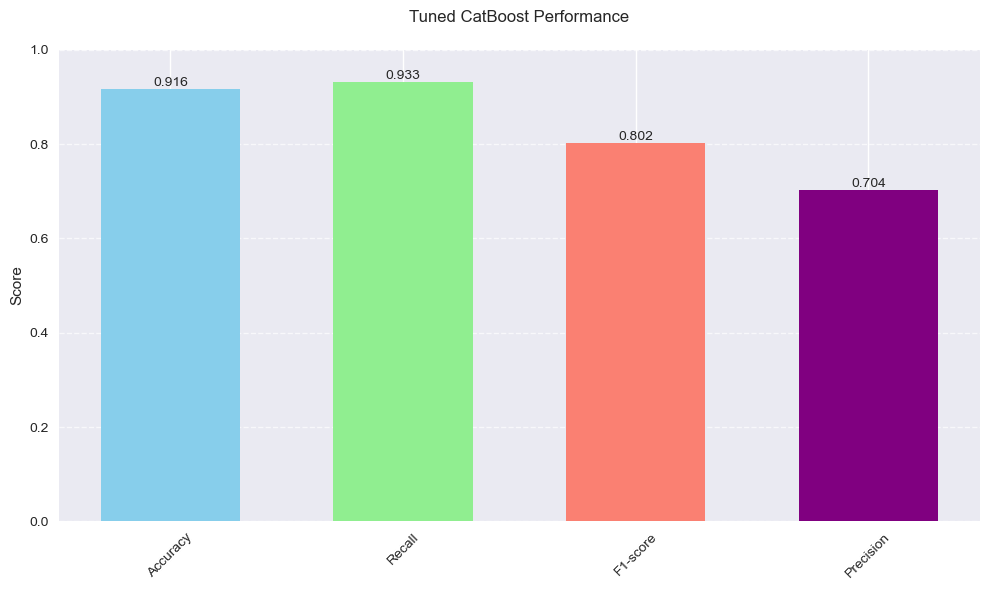 Tuned CatBoost Performance
Score
1.0
0.8
0.6
0.4
0.2
0.0
0.916
0.933
0.802
0.704
Accuracy
Recall
F1-score
Precision